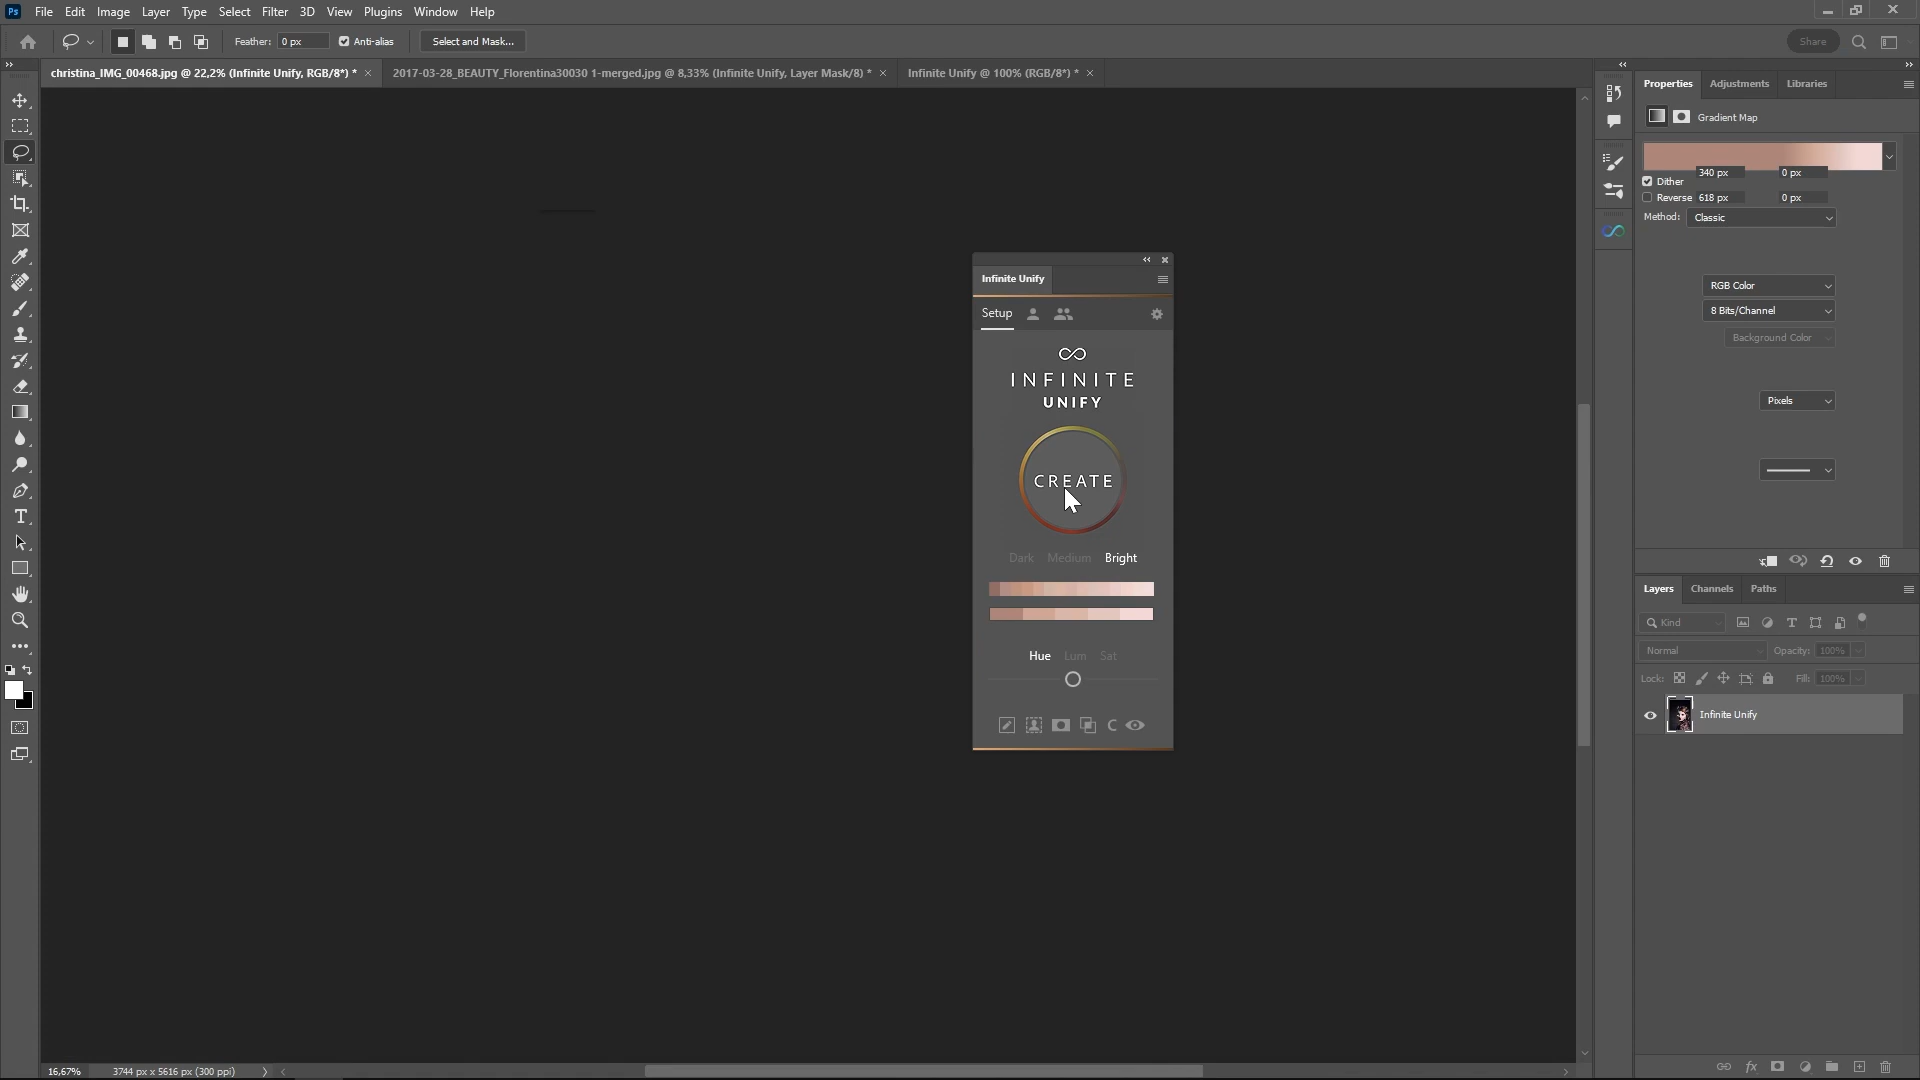 Ps File Edit Image Layer Type Select Filter 3D View Plugins Window Help
Feather: 0 px Anti-alias Select and Mask... Share
christina_IMG_00468.jpg @ 22,2% (Infinite Unify, RGB/8*) * 2017-03-28_BEAUTY_Florentina30030 1-merged.jpg @ 8,33% (Infinite Unify, Layer Mask/8) * Infinite Unify @ 100% (RGB/8*) *
Properties Adjustments Libraries
Gradient Map
340 px 0 px
Dither
Reverse 618 px 0 px
Method: Classic
RGB Color
8 Bits/Channel
Background Color
Pixels
Infinite Unify
Setup
INFINITE
UNIFY
CREATE
Dark Medium Bright
Hue Lum Sat
C
Layers Channels Paths
Kind
Normal Opacity: 100%
Lock: Fill: 100%
Infinite Unify
fx
16,67% 3744 px x 5616 px (300 ppi)